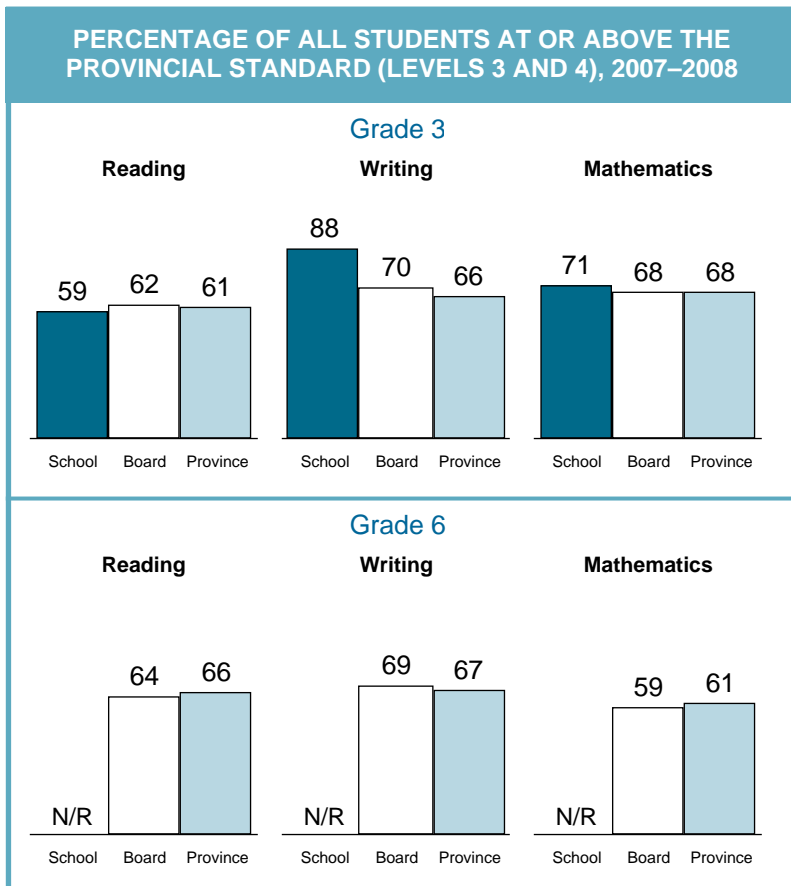 PERCENTAGE OF ALL STUDENTS AT OR ABOVE THE
PROVINCIAL STANDARD (LEVELS 3 AND 4), 2007–2008
Grade 3
Reading Writing Mathematics
59 62 61 88 70 66 71 68 68
School Board Province School Board Province School Board Province
Grade 6
Reading Writing Mathematics
N/R 64 66 N/R 69 67 N/R 59 61
School Board Province School Board Province School Board Province